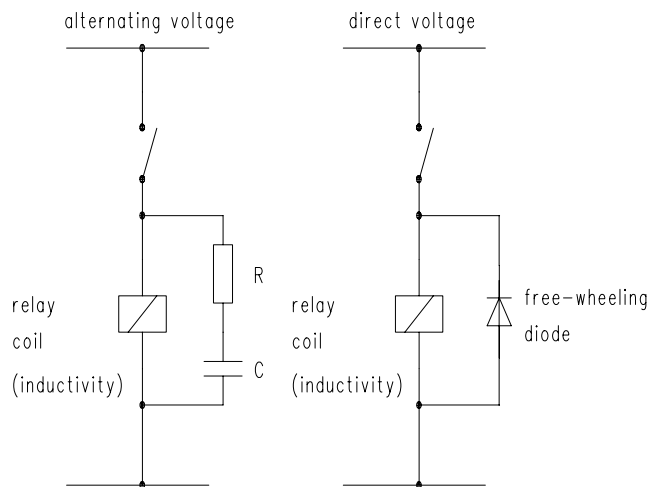 alternating voltage
direct voltage
R
relay
coil
(inductivity)
C
relay
coil
(inductivity)
free-wheeling
diode